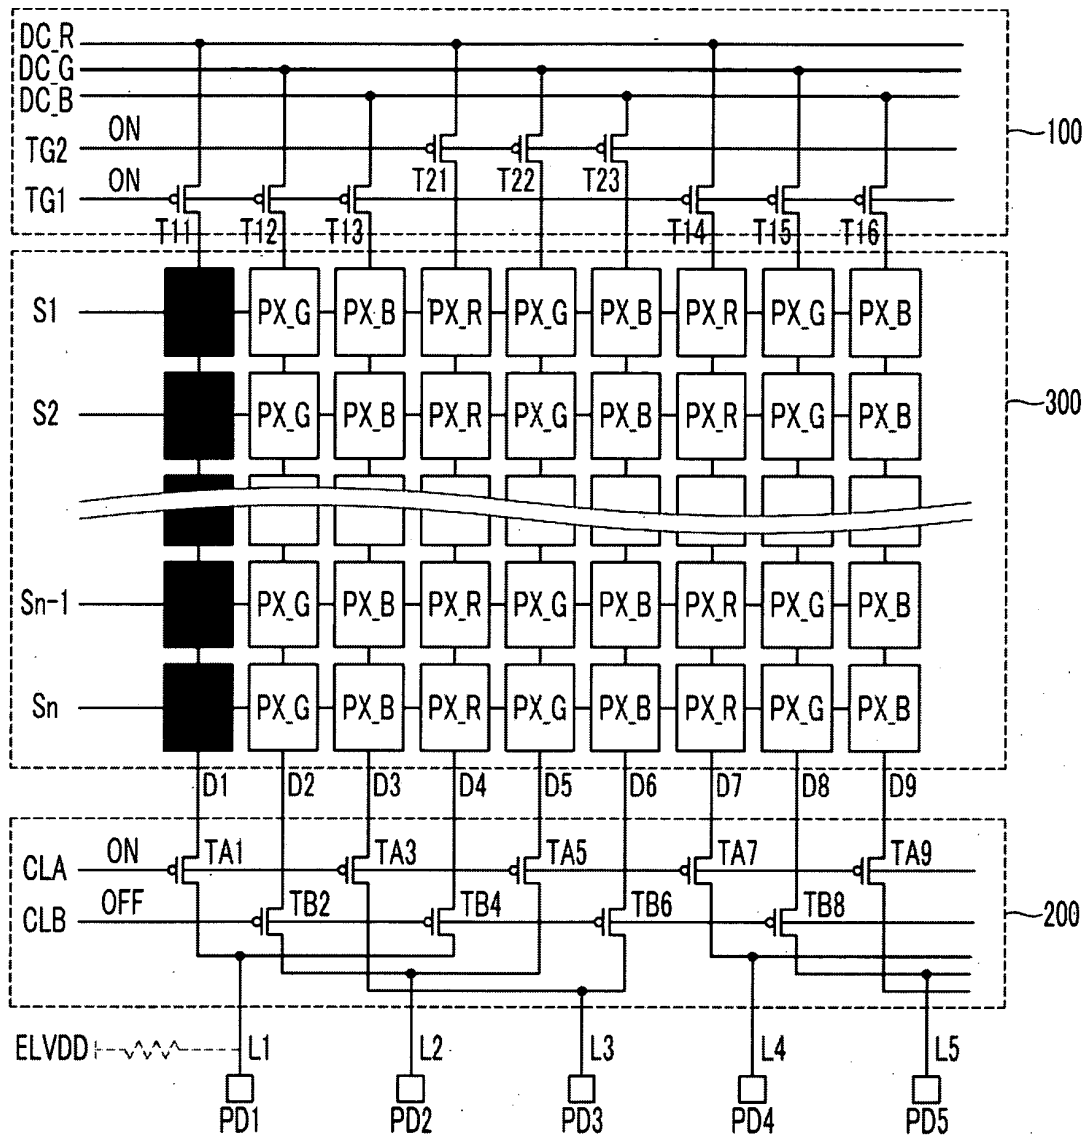 DC_R
DC_G
DC_B
ON
TG2
ON
TG1
T21 T22 T23
T11 T12 T13 T14 T15 T16
100
S1 PX_G PX_B PX_R PX_G PX_B PX_R PX_G PX_B
S2 PX_G PX_B PX_R PX_G PX_B PX_R PX_G PX_B
300
Sn-1 PX_G PX_B PX_R PX_G PX_B PX_R PX_G PX_B
Sn PX_G PX_B PX_R PX_G PX_B PX_R PX_G PX_B
D1 D2 D3 D4 D5 D6 D7 D8 D9
CLA ON TA1 TA3 TA5 TA7 TA9
CLB OFF TB2 TB4 TB6 TB8
200
ELVDD L1 L2 L3 L4 L5
PD1 PD2 PD3 PD4 PD5